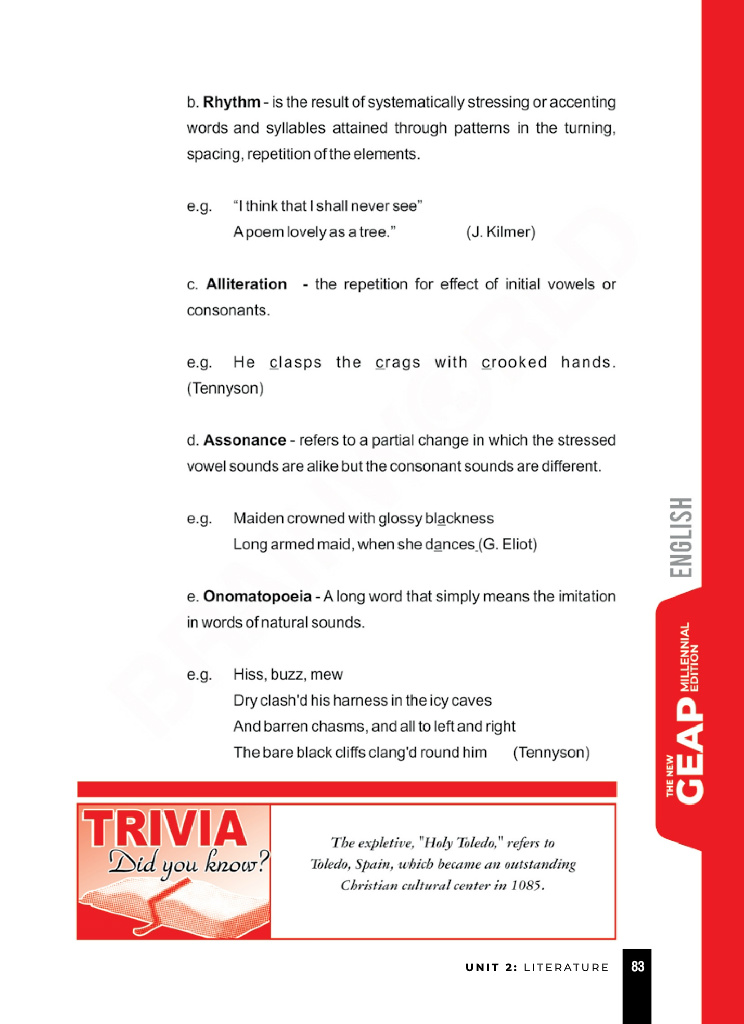 b. Rhythm - is the result of systematically stressing or accenting
words and syllables attained through patterns in the turning,
spacing, repetition of the elements.
e.g. “I think that I shall never see”
A poem lovely as a tree.” (J. Kilmer)
c. Alliteration - the repetition for effect of initial vowels or
consonants.
e.g. He clasps the crags with crooked hands.
(Tennyson)
d. Assonance - refers to a partial change in which the stressed
vowel sounds are alike but the consonant sounds are different.
e.g. Maiden crowned with glossy blackness
Long armed maid, when she dances (G. Eliot)
e. Onomatopoeia - A long word that simply means the imitation
in words of natural sounds.
e.g. Hiss, buzz, mew
Dry clash'd his harness in the icy caves
And barren chasms, and all to left and right
The bare black cliffs clang'd round him (Tennyson)
TRIVIA
Did you know?
The expletive, "Holy Toledo," refers to
Toledo, Spain, which became an outstanding
Christian cultural center in 1085.
ENGLISH
THE NEW
GEAP
MILLENNIAL
EDITION
UNIT 2: LITERATURE 83